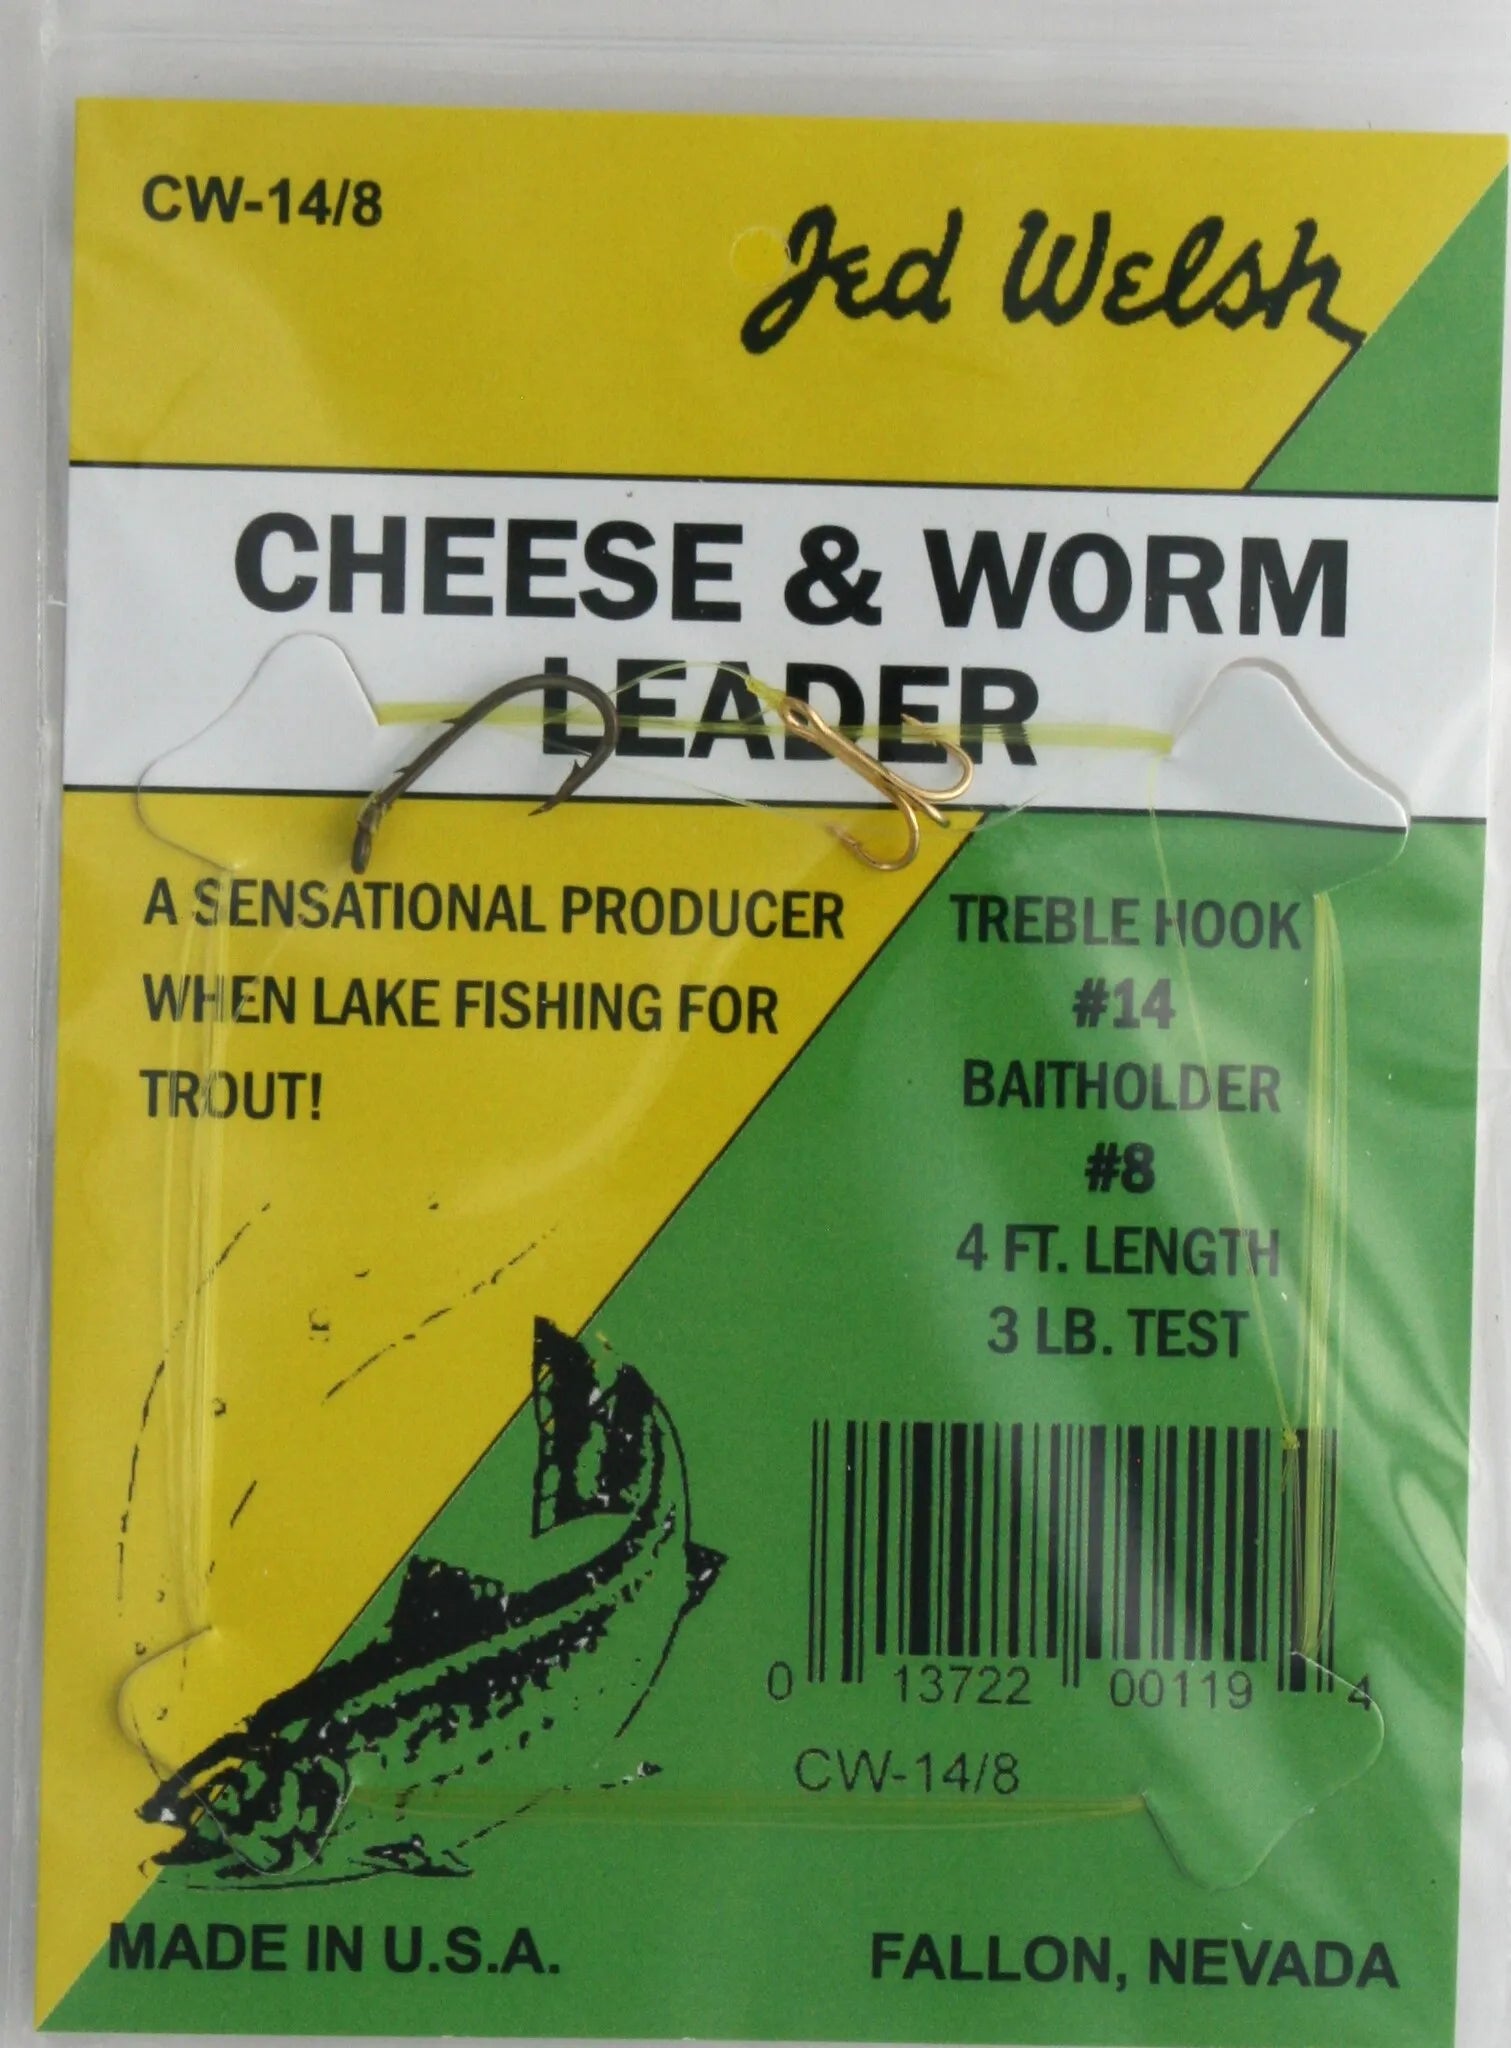 CW-14/8
Jed Welsh
CHEESE & WORM
LEADER
A SENSATIONAL PRODUCER
WHEN LAKE FISHING FOR
TROUT!
TREBLE HOOK
#14
BAITHOLDER
#8
4 FT. LENGTH
3 LB. TEST
0 13722 00119 4
CW-14/8
MADE IN U.S.A.
FALLON, NEVADA